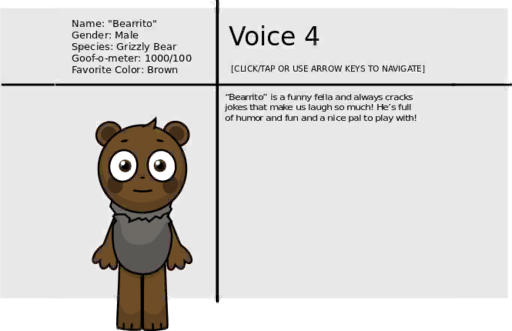 Name: "Bearrito"
Gender: Male
Species: Grizzly Bear
Goof-o-meter: 1000/100
Favorite Color: Brown
Voice 4
[CLICK/TAP OR USE ARROW KEYS TO NAVIGATE]
"Bearrito" is a funny fella and always cracks
jokes that make us laugh so much! He's full
of humor and fun and a nice pal to play with!